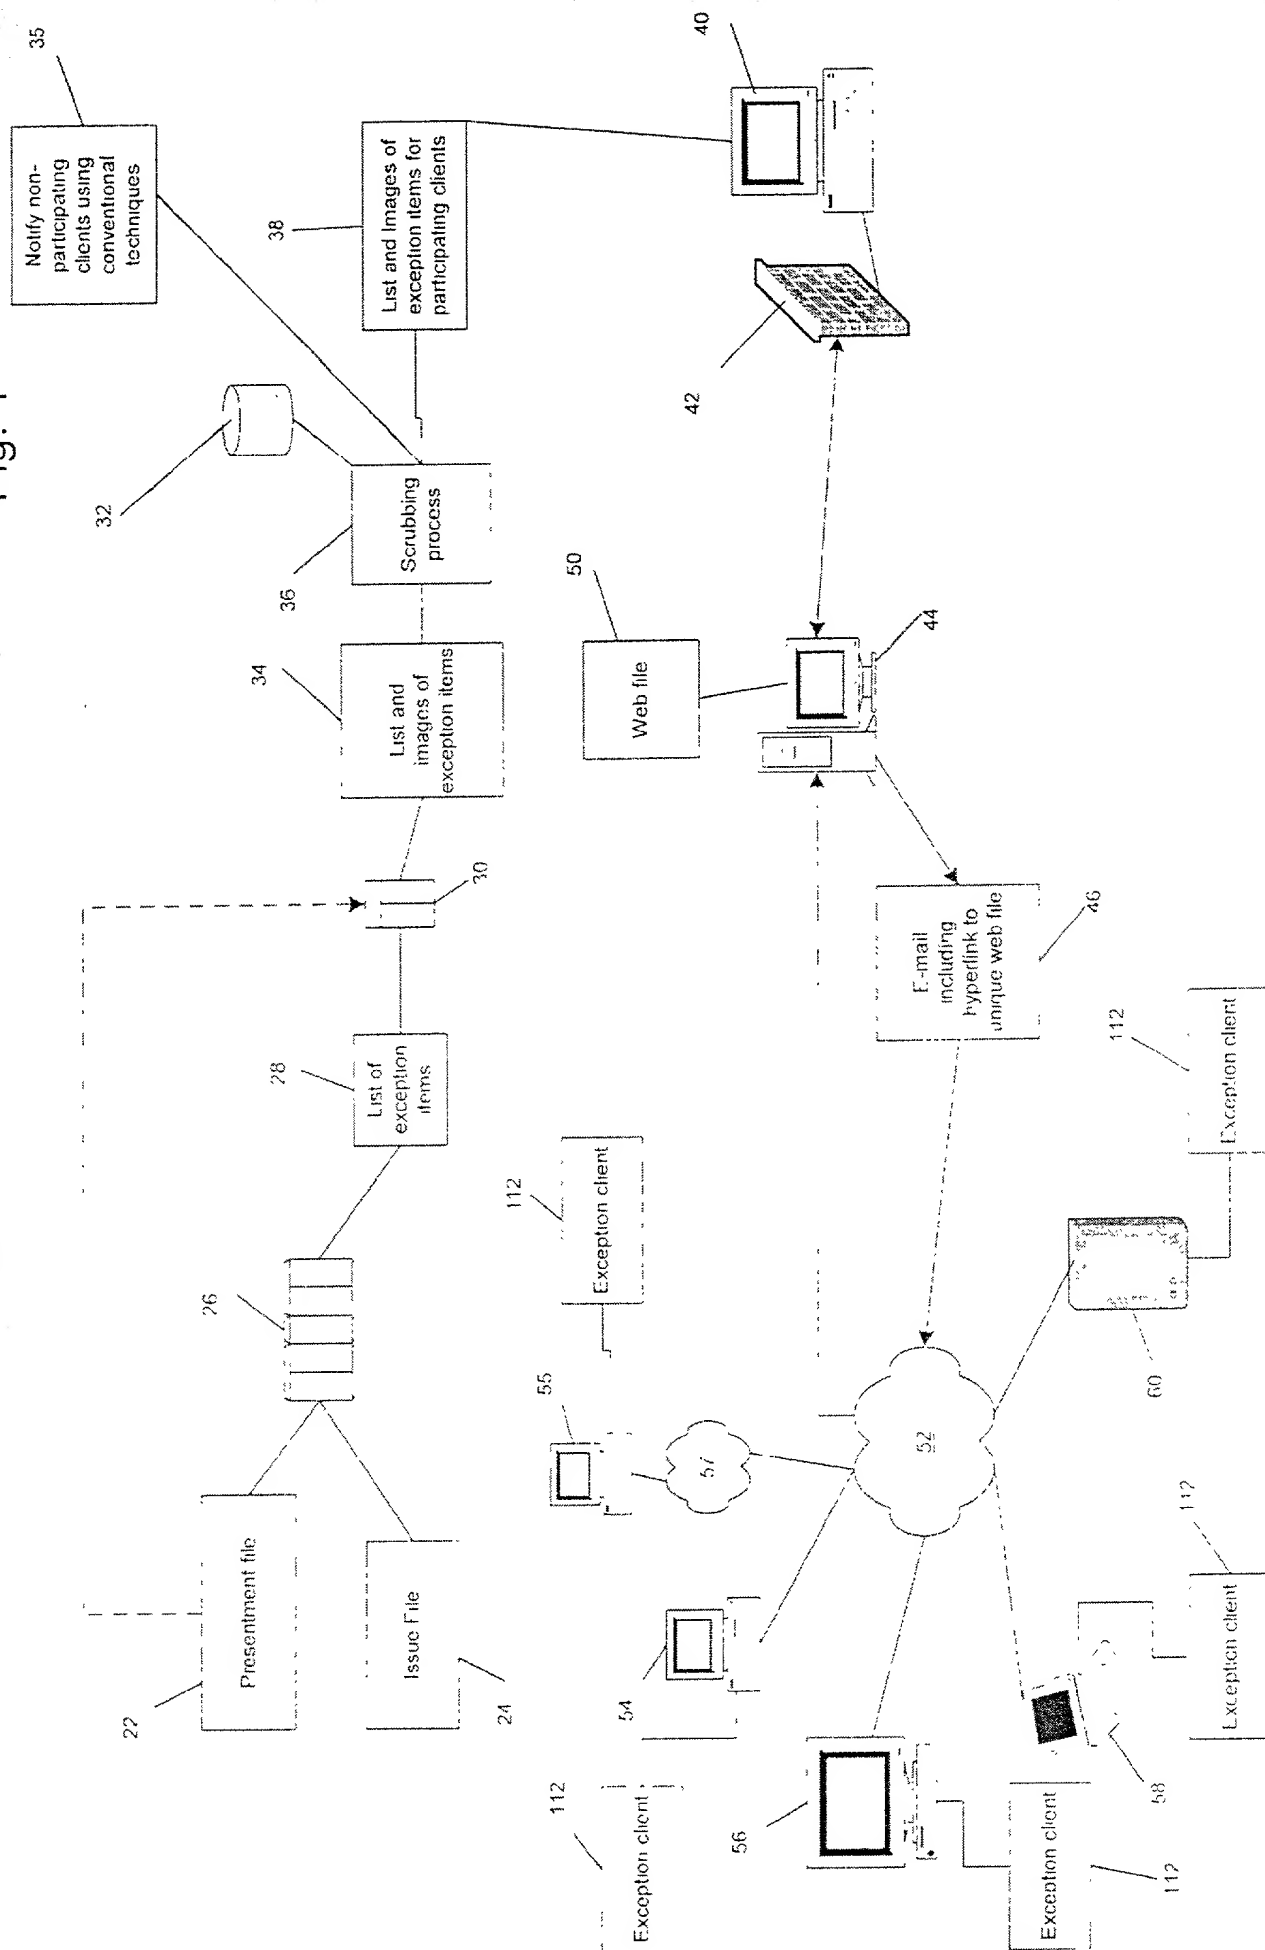 Fig. 1
35
Notify non-
participating
clients using
conventional
techniques
32
38
List and Images of
exception items for
participating clients
40
42
36
Scrubbing
process
34
List and
images of
exception items
30
28
List of
exception
items
26
22
Presentment file
24
Issue File
50
Web file
44
46
E-mail
including
hyperlink to
unique web file
52
57
55
112
Exception client
54
112
Exception client
56
112
Exception client
58
112
Exception client
60
112
Exception client